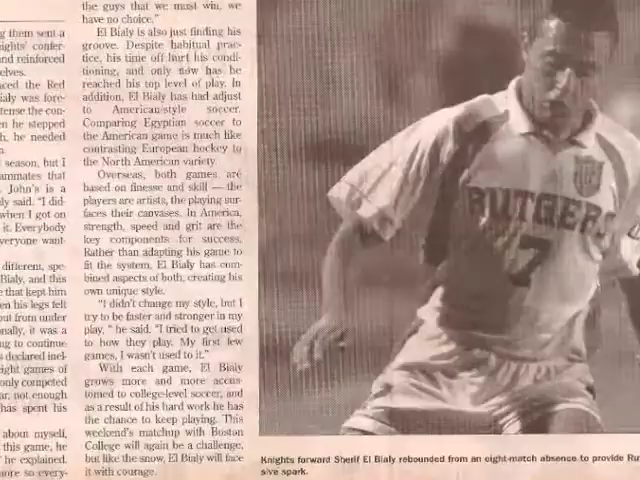 g them sent a
nights' confer-
and reinforced
elves.
aced the Red
ialy was fore-
tense the con-
en he stepped
h, he needed
season, but I
ammates that
John's is a
ly said. "I did-
when I got on
it. Everybody
veryone want-
different, spe-
Bialy, and this
e that kept him
en his legs felt
out from under
onally, it was a
ng to continue
s declared inel-
eight games of
only competed
ar, not enough
has spent his
about myself,
this game, he
he explained.
more so every-
the guys that we must win, we
have no choice."
El Bialy is also just finding his
groove. Despite habitual prac-
tice, his time off hurt his condi-
tioning, and only now has he
reached his top level of play. In
addition, El Bialy has had adjust
to American-style soccer.
Comparing Egyptian soccer to
the American game is much like
contrasting European hockey to
the North American variety.
Overseas, both games are
based on finesse and skill — the
players are artists, the playing sur-
faces their canvases. In America,
strength, speed and grit are the
key components for success.
Rather than adapting his game to
fit the system, El Bialy has com-
bined aspects of both, creating his
own unique style.
"I didn't change my style, but I
try to be faster and stronger in my
play, " he said. "I tried to get used
to how they play. My first few
games, I wasn't used to it."
With each game, El Bialy
grows more and more accus-
tomed to college-level soccer, and
as a result of his hard work he has
the chance to keep playing. This
weekend's matchup with Boston
College will again be a challenge,
but like the snow, El Bialy will face
it with courage.
RUTGERS
7
Knights forward Sherif El Bialy rebounded from an eight-match absence to provide Ru
sive spark.